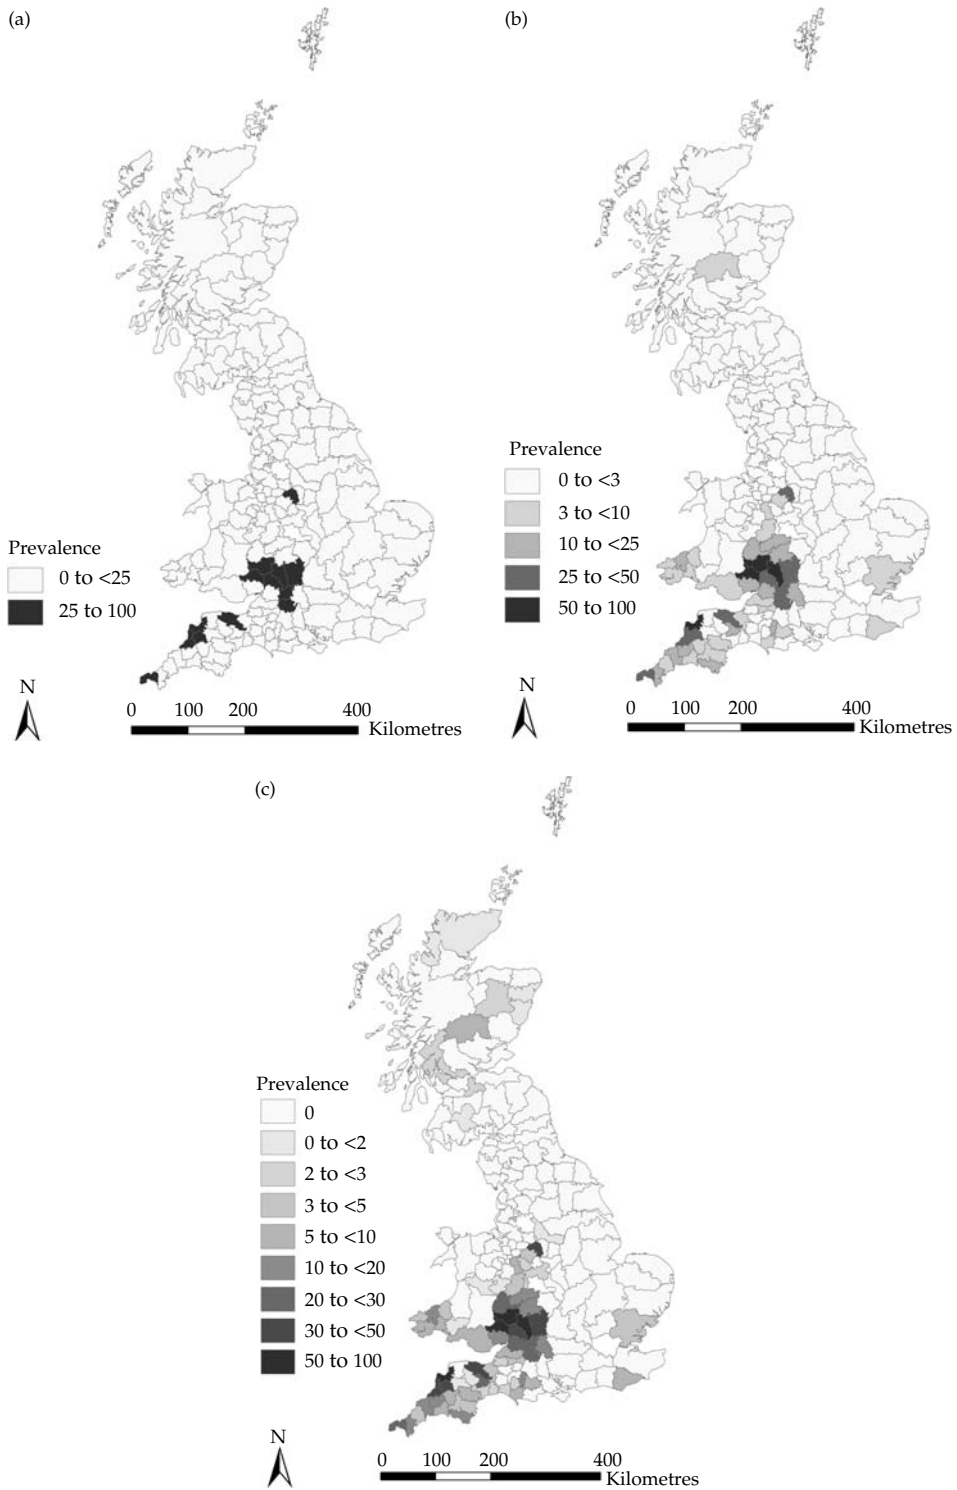 (a)
Prevalence
0 to <25
25 to 100
N
0 100 200 400
Kilometres
(b)
Prevalence
0 to <3
3 to <10
10 to <25
25 to <50
50 to 100
N
0 100 200 400
Kilometres
(c)
Prevalence
0
0 to <2
2 to <3
3 to <5
5 to <10
10 to <20
20 to <30
30 to <50
50 to 100
N
0 100 200 400
Kilometres